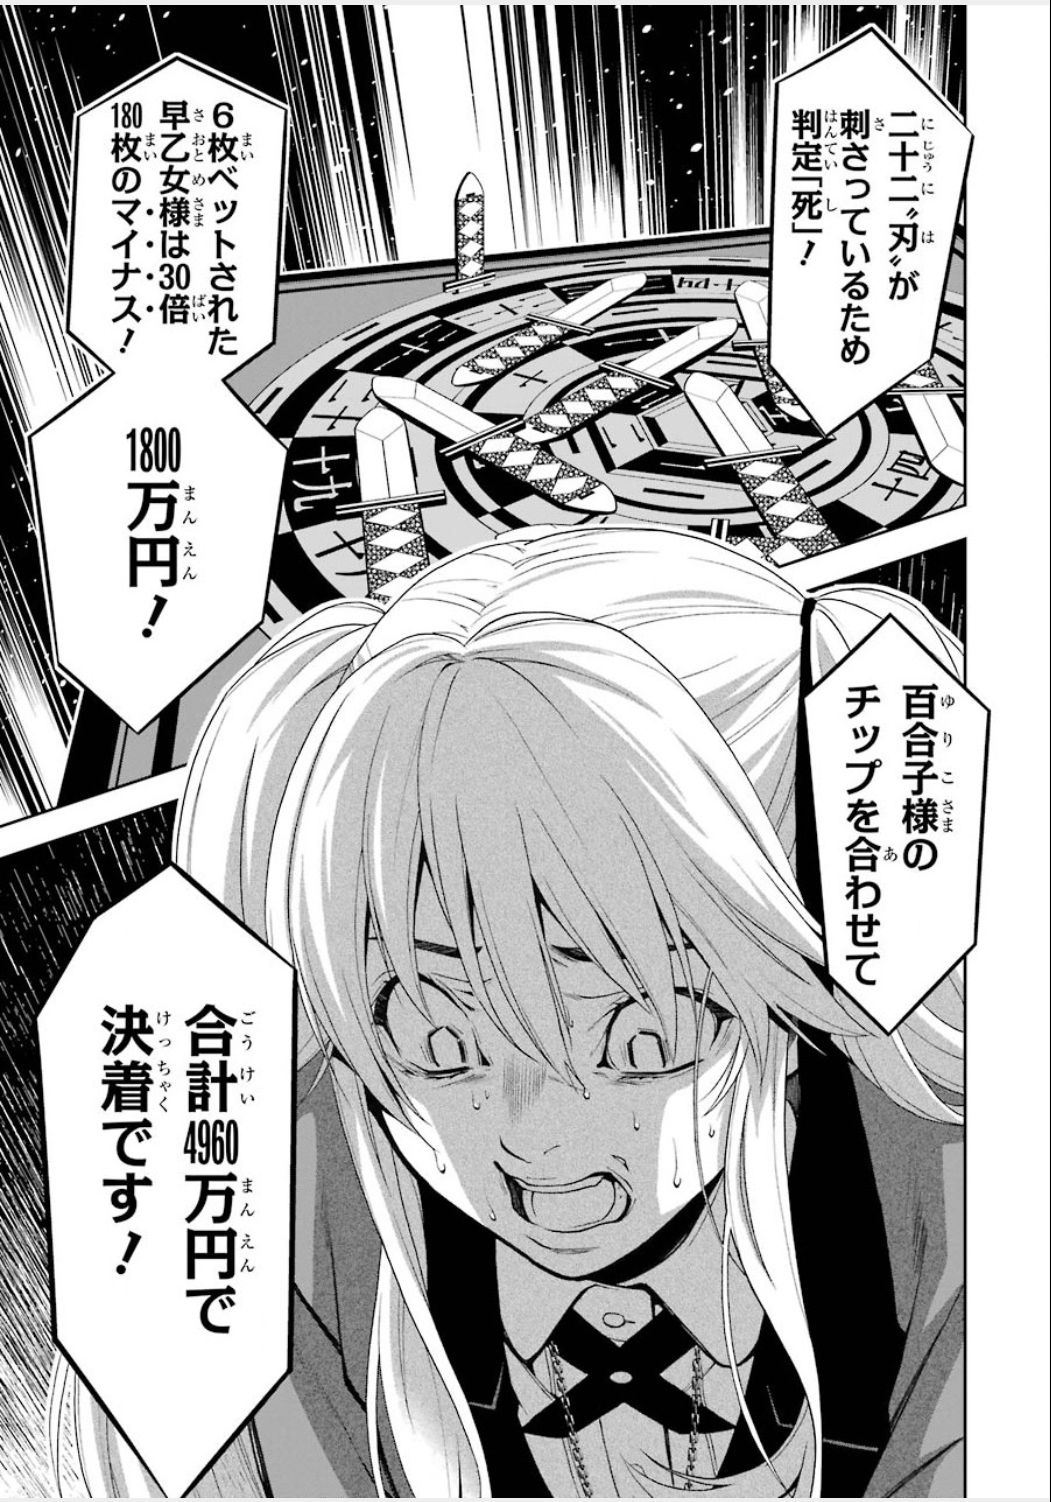 二十二〝刃〟が
刺さっているため
判定「死」！
6枚ベットされた
早乙女様は30倍
180枚のマイナス！
1800
万円！
百合子様の
チップを合わせて
合計4960万円で
決着です！
十九